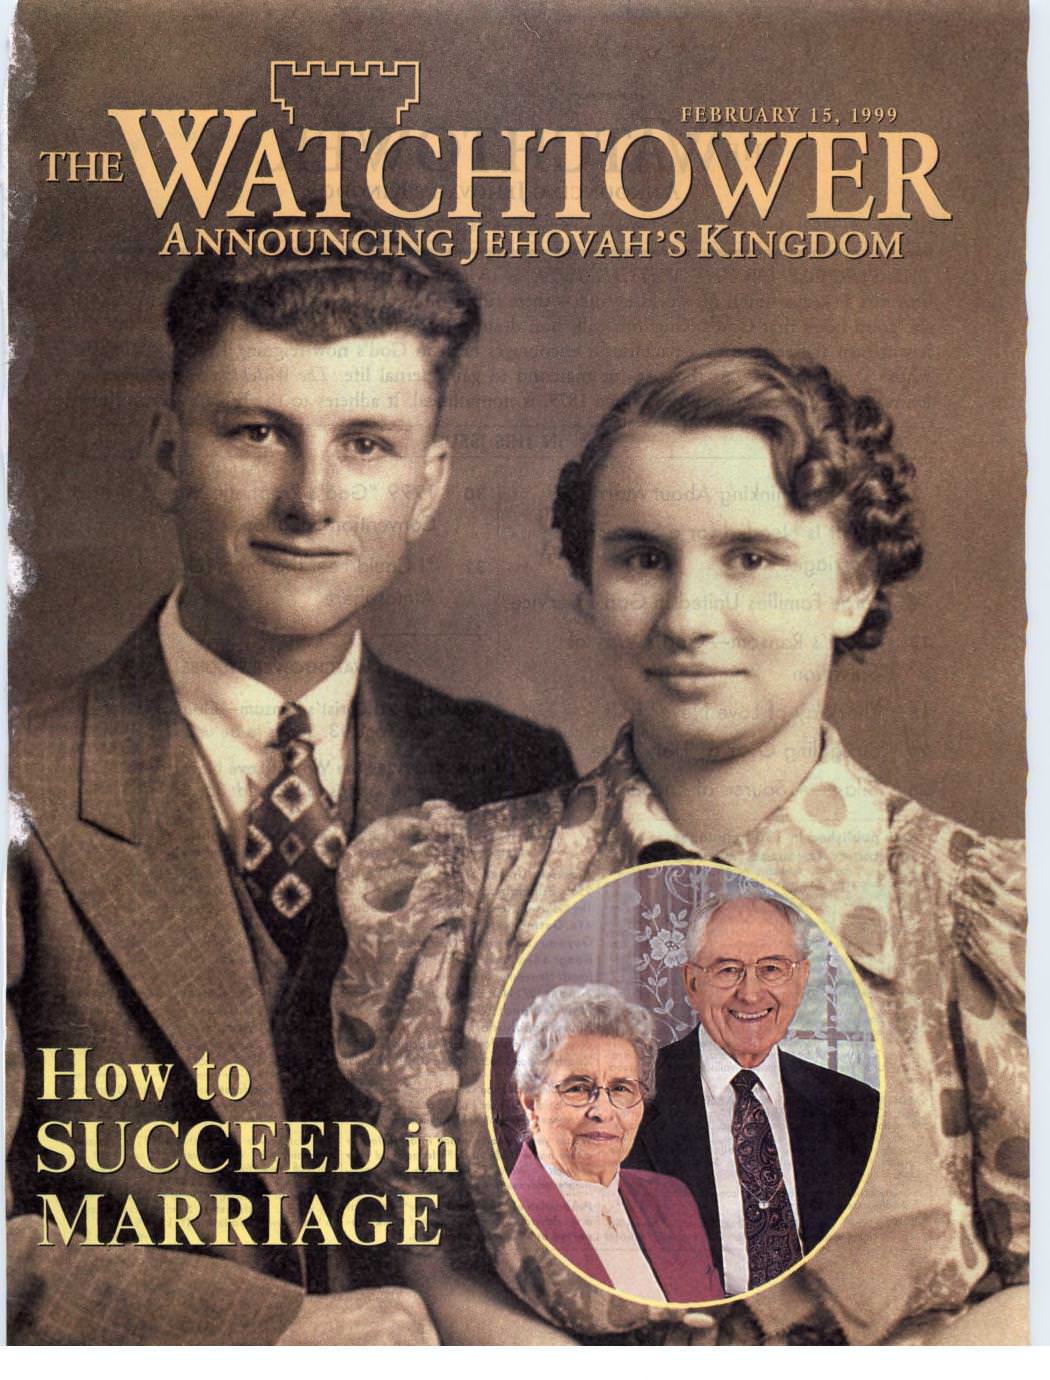 FEBRUARY 15, 1999
THE WATCHTOWER
ANNOUNCING JEHOVAH'S KINGDOM
How to
SUCCEED in
MARRIAGE